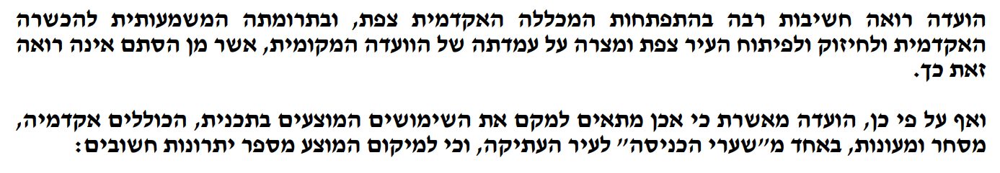 הועדה רואה חשיבות רבה בהתפתחות המכללה האקדמית צפת, ובתרומתה המשמעותית להכשרה
האקדמית ולחיזוק ולפיתוח העיר צפת ומצרה על עמדתה של הוועדה המקומית, אשר מן הסתם אינה רואה
זאת כך.
ואף על פי כן, הועדה מאשרת כי אכן מתאים למקם את השימושים המוצעים בתכנית, הכוללים אקדמיה,
מסחר ומעונות, באחד מ"שערי הכניסה" לעיר העתיקה, וכי למיקום המוצע מספר יתרונות חשובים: